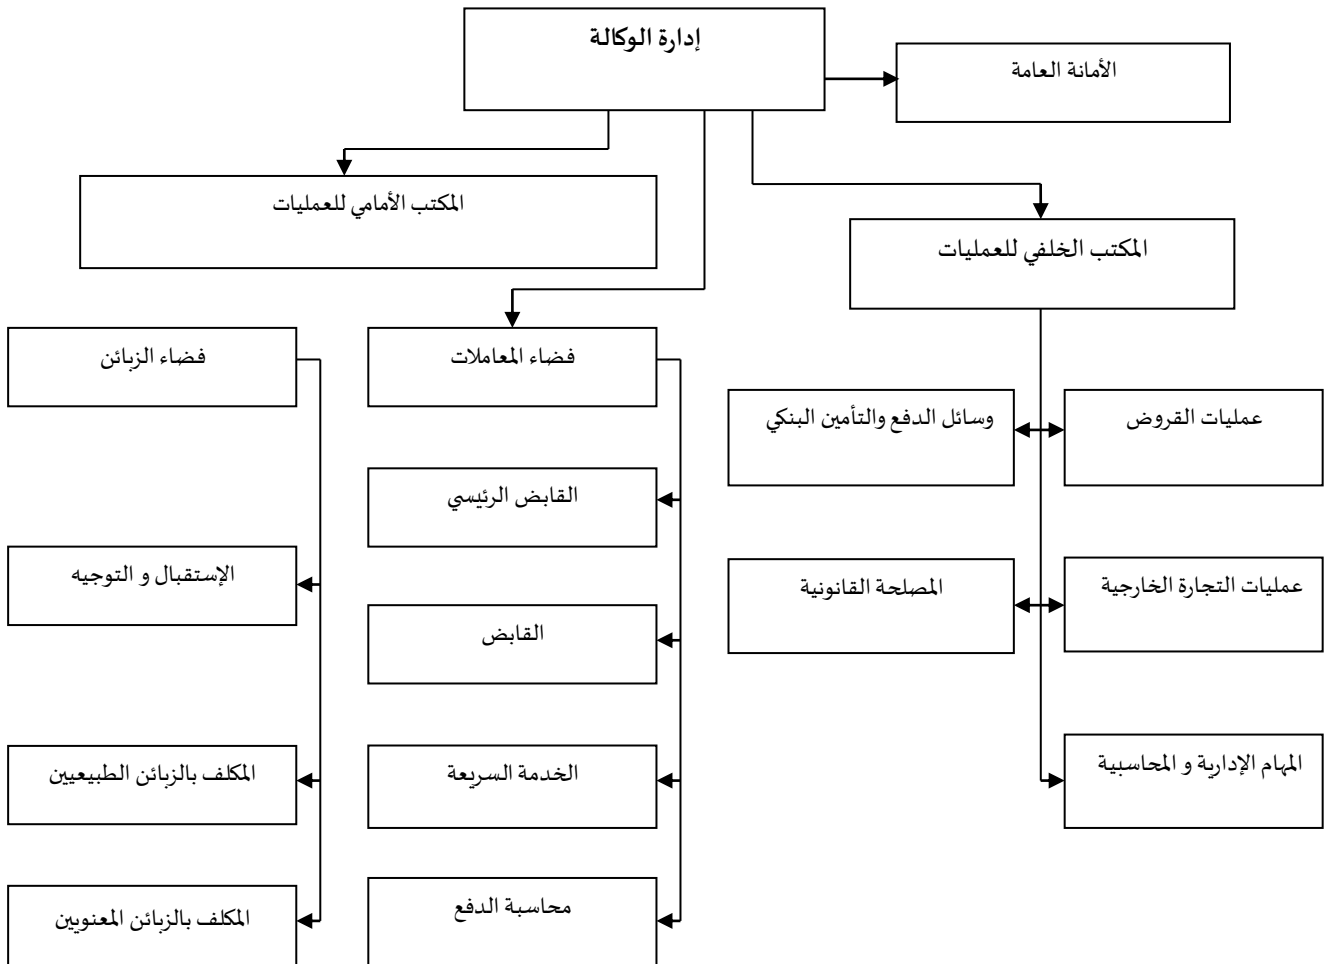 إدارة الوكالة
الأمانة العامة
المكتب الأمامي للعمليات
المكتب الخلفي للعمليات
فضاء المعاملات
فضاء الزبائن
عمليات القروض
وسائل الدفع والتأمين البنكي
القابض الرئيسي
الإستقبال و التوجيه
عمليات التجارة الخارجية
المصلحة القانونية
القابض
المهام الإدارية و المحاسبية
الخدمة السريعة
المكلف بالزبائن الطبيعيين
محاسبة الدفع
المكلف بالزبائن المعنويين